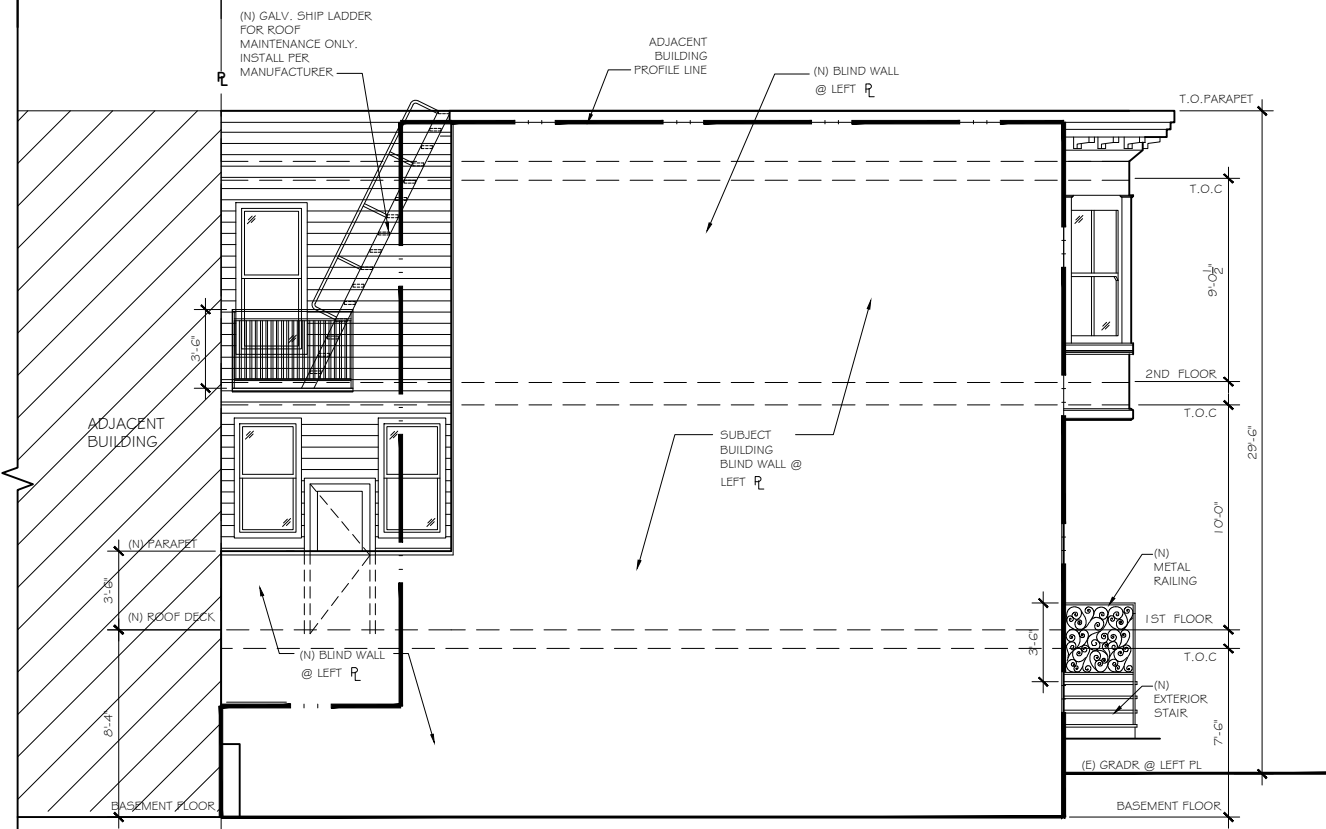 (N) GALV. SHIP LADDER
FOR ROOF
MAINTENANCE ONLY.
INSTALL PER
MANUFACTURER
PL
ADJACENT
BUILDING
PROFILE LINE
(N) BLIND WALL
@ LEFT PL
T.O.PARAPET
T.O.C
9'-0 1/2"
3'-6"
2ND FLOOR
T.O.C
ADJACENT
BUILDING
SUBJECT
BUILDING
BLIND WALL @
LEFT PL
29'-6"
10'-0"
(N) PARAPET
3'-6"
(N) ROOF DECK
(N)
METAL
RAILING
1ST FLOOR
3'-6"
T.O.C
(N) BLIND WALL
@ LEFT PL
(N)
EXTERIOR
STAIR
8'-4"
7'-6"
(E) GRADR @ LEFT PL
BASEMENT FLOOR
BASEMENT FLOOR